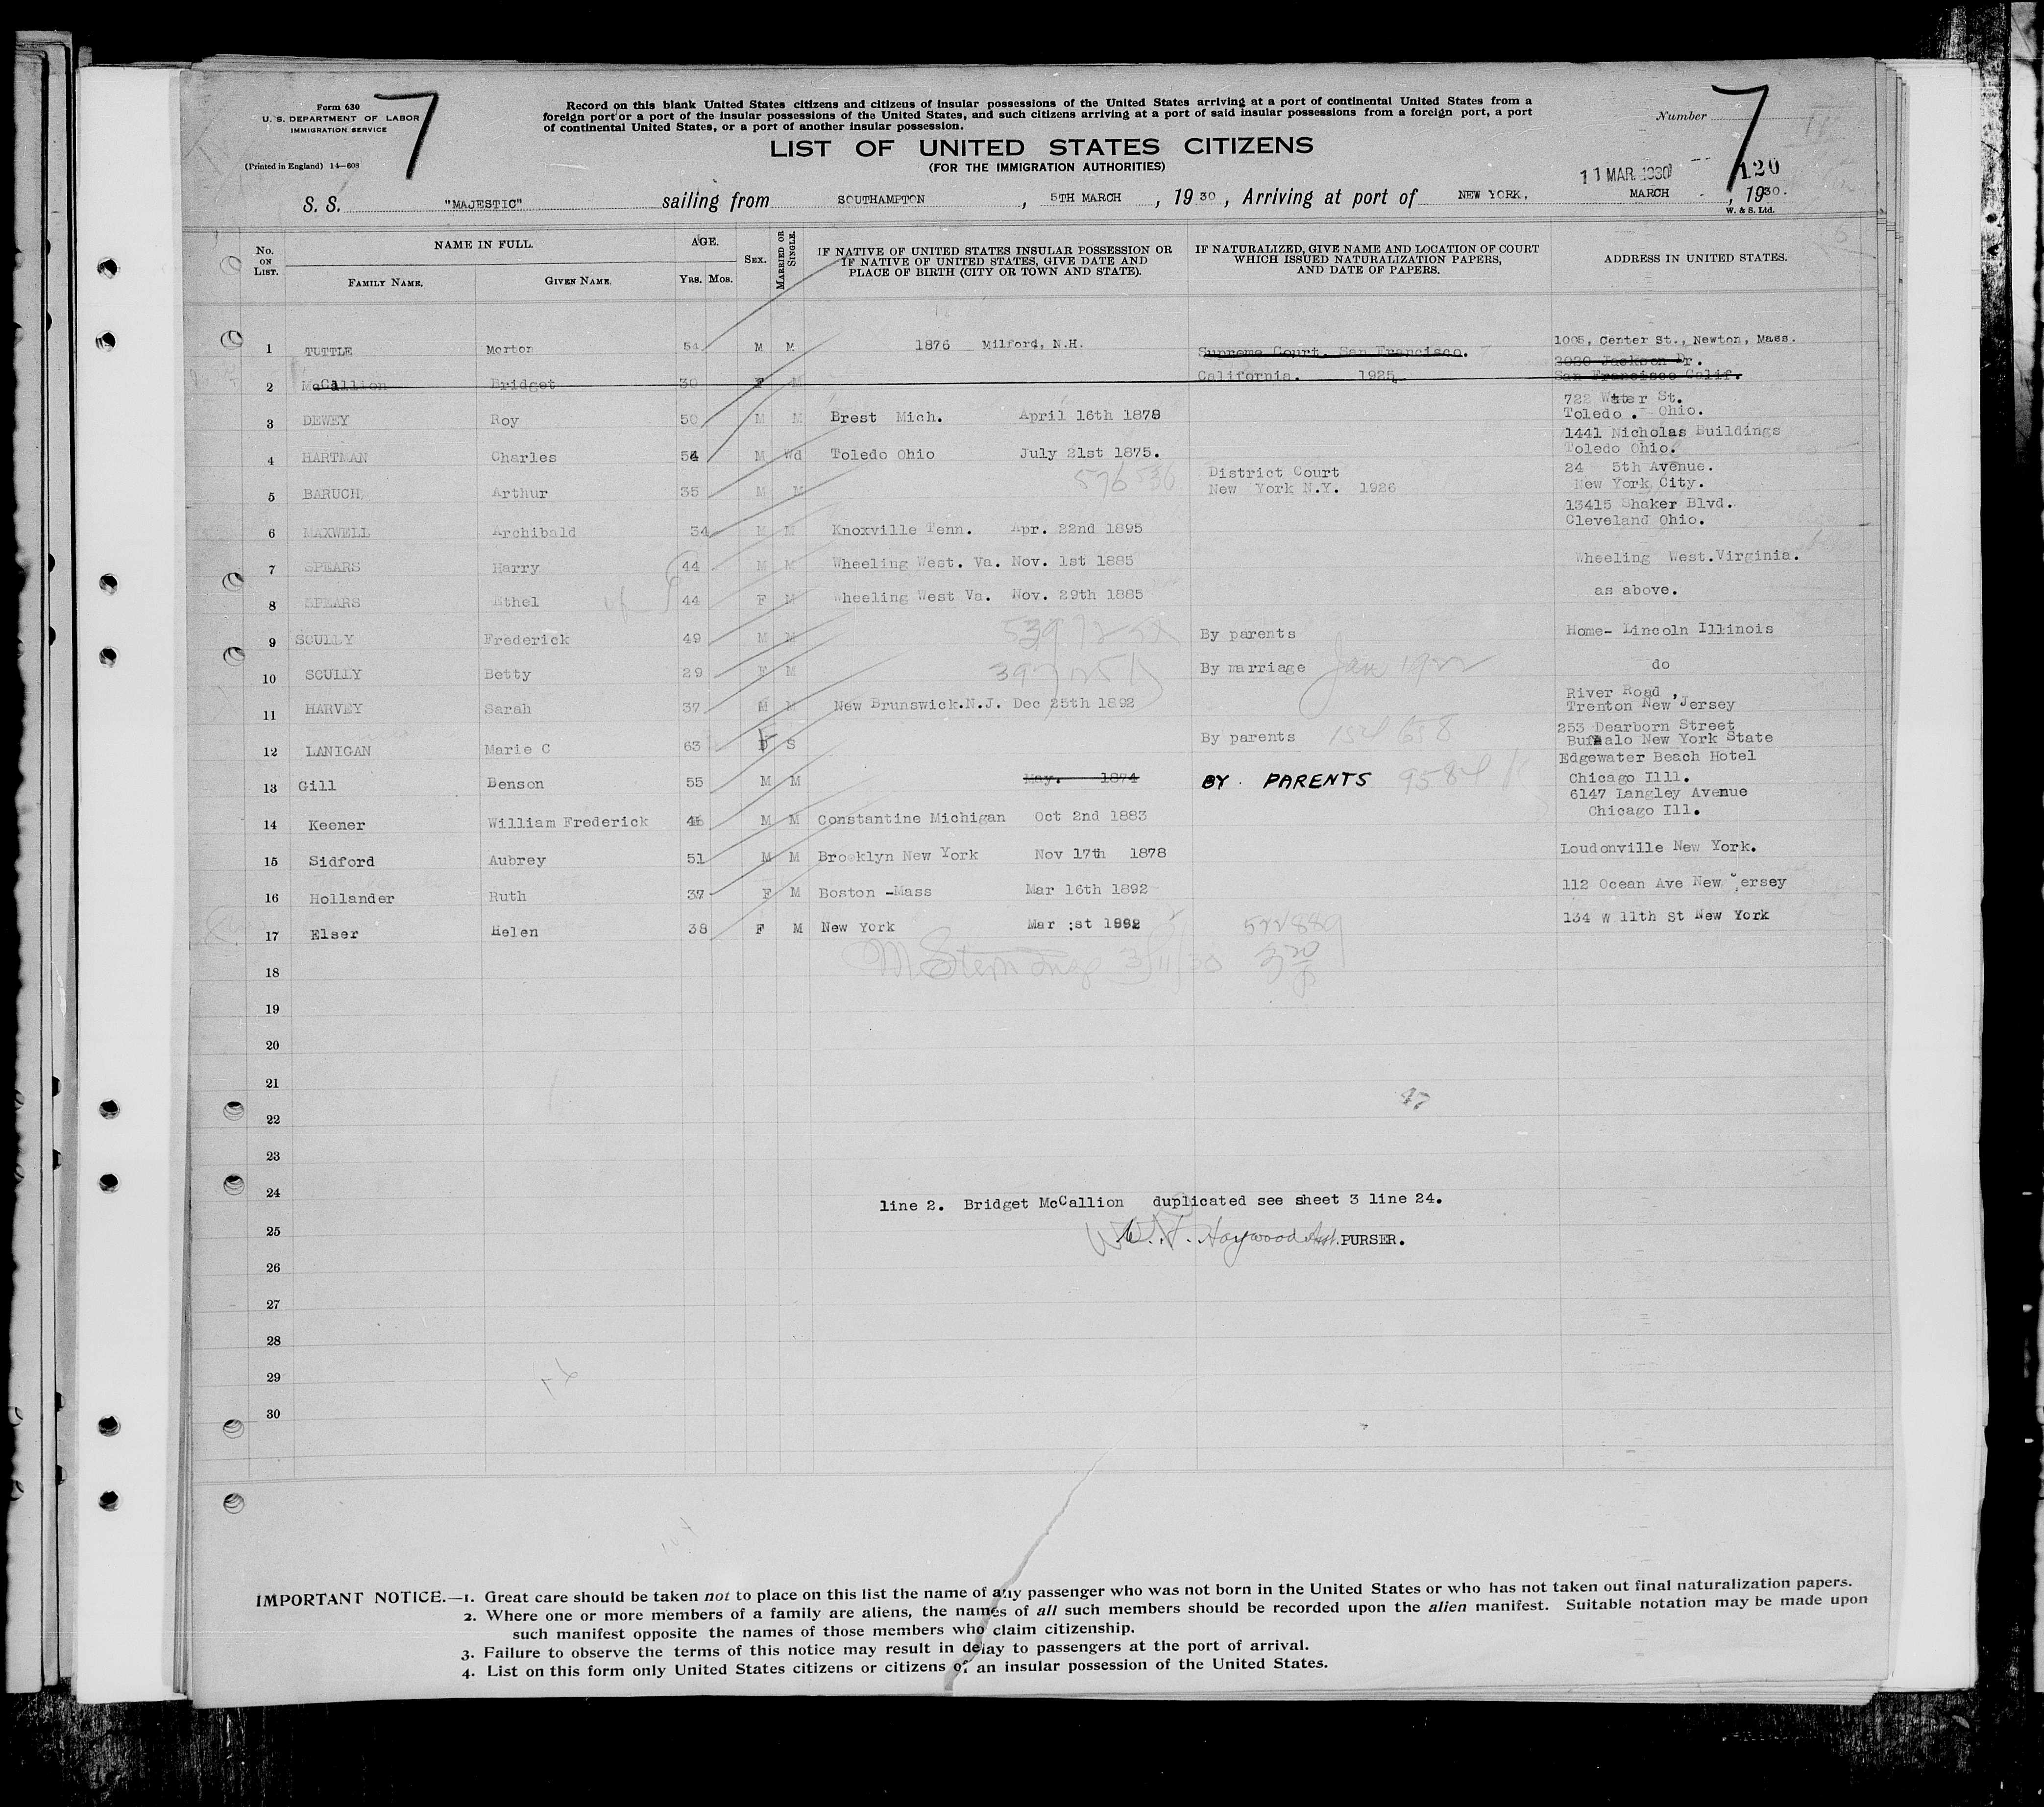 Form 630
U. S. DEPARTMENT OF LABOR
IMMIGRATION SERVICE
(Printed in England) 14—608
7
Record on this blank United States citizens and citizens of insular possessions of the United States arriving at a port of continental United States from a
foreign port or a port of the insular possessions of the United States, and such citizens arriving at a port of said insular possessions from a foreign port, a port
of continental United States, or a port of another insular possession.
LIST OF UNITED STATES CITIZENS
(FOR THE IMMIGRATION AUTHORITIES)
Number 7
11 MAR. 1930 120
S. S. "MAJESTIC" sailing from SOUTHAMPTON, 5TH MARCH, 1930, Arriving at port of NEW YORK, MARCH, 1930.
W. & S. Ltd.
No. ON LIST. NAME IN FULL. FAMILY NAME. GIVEN NAME. AGE. YRS. MOS. SEX. MARRIED OR SINGLE. IF NATIVE OF UNITED STATES INSULAR POSSESSION OR IF NATIVE OF UNITED STATES, GIVE DATE AND PLACE OF BIRTH (CITY OR TOWN AND STATE). IF NATURALIZED, GIVE NAME AND LOCATION OF COURT WHICH ISSUED NATURALIZATION PAPERS, AND DATE OF PAPERS. ADDRESS IN UNITED STATES.
1 TUTTLE Morton 54 M M 1876 Milford, N.H. 1005, Center St., Newton, Mass.
2 McCallion Bridget 30 F M Supreme Court. San Francisco. California. 1925 2020 Jackson Dr. San Francisco Calif.
3 DEWEY Roy 50 M M Brest Mich. April 16th 1879 722 Water St. Toledo. Ohio.
4 HARTMAN Charles 54 M Wd Toledo Ohio July 21st 1875. 1441 Nicholas Buildings Toledo Ohio.
5 BARUCH Arthur 35 M M 576536 District Court New York N.Y. 1926 24 5th Avenue. New York City.
6 MAXWELL Archibald 34 M M Knoxville Tenn. Apr. 22nd 1895 13415 Shaker Blvd. Cleveland Ohio.
7 SPEARS Harry 44 M M Wheeling West. Va. Nov. 1st 1885 Wheeling West.Virginia.
8 SPEARS Ethel 44 F M Wheeling West Va. Nov. 29th 1885 as above.
9 SCULLY Frederick 49 M M By parents Home- Lincoln Illinois
10 SCULLY Betty 29 F M By marriage Jan 1922 do
11 HARVEY Sarah 37 M M New Brunswick.N.J. Dec 25th 1892 River Road, Trenton New Jersey
12 LANIGAN Marie C 63 F S By parents 154658 253 Dearborn Street Buffalo New York State
13 Gill Benson 55 M M May. 1874 BY PARENTS Edgewater Beach Hotel Chicago Illl.
14 Keener William Frederick 46 M M Constantine Michigan Oct 2nd 1883 6147 Langley Avenue Chicago Ill.
15 Sidford Aubrey 51 M M Brooklyn New York Nov 17th 1878 Loudonville New York.
16 Hollander Ruth 37 F M Boston -Mass Mar 16th 1892 112 Ocean Ave New Jersey
17 Elser Helen 38 F M New York Mar :st 1892 522889 134 W 11th St New York
18 3/11/30
19
20
21
22
23
24
line 2. Bridget McCallion duplicated see sheet 3 line 24.
25 W. F. Haywood Asst. PURSER.
26
27
28
29
30
IMPORTANT NOTICE.—1. Great care should be taken not to place on this list the name of any passenger who was not born in the United States or who has not taken out final naturalization papers.
2. Where one or more members of a family are aliens, the names of all such members should be recorded upon the alien manifest. Suitable notation may be made upon
such manifest opposite the names of those members who claim citizenship.
3. Failure to observe the terms of this notice may result in delay to passengers at the port of arrival.
4. List on this form only United States citizens or citizens of an insular possession of the United States.